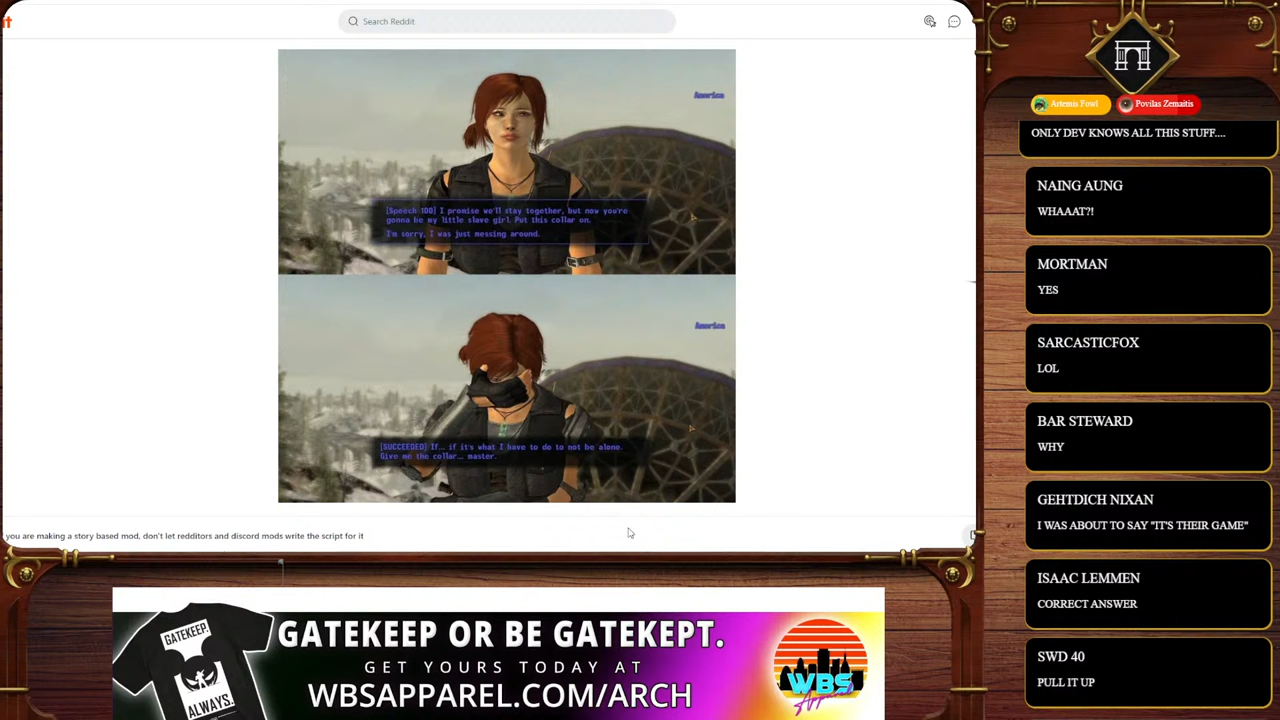 it
Search Reddit
America
[Speech 100] I promise we'll stay together, but now you're
gonna be my little slave girl. Put this collar on.
I'm sorry, I was just messing around.
America
[SUCCEEDED] If... if it's what I have to do to not be alone.
Give me the collar... master.
you are making a story based mod, don't let redditors and discord mods write the script for it
GATEKEEP.
ALWAYS.
GATEKEEP OR BE GATEKEPT.
GET YOURS TODAY AT
WBSAPPAREL.COM/ARCH
WBS
Apparel
Artemis Fowl
Povilas Zemaitis
ONLY DEV KNOWS ALL THIS STUFF....
NAING AUNG
WHAAAT?!
MORTMAN
YES
SARCASTICFOX
LOL
BAR STEWARD
WHY
GEHTDICH NIXAN
I WAS ABOUT TO SAY "IT'S THEIR GAME"
ISAAC LEMMEN
CORRECT ANSWER
SWD 40
PULL IT UP